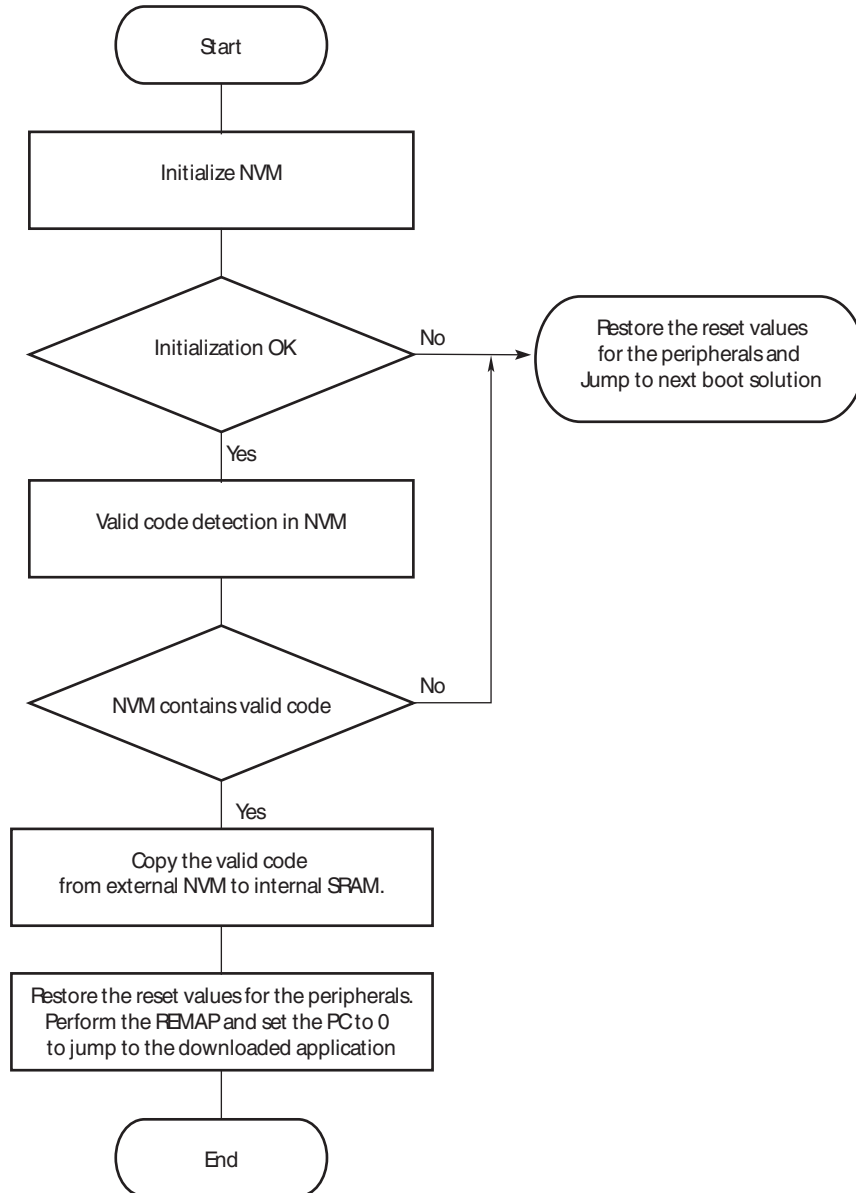 Start
Initialize NVM
Initialization OK
No
Restore the reset values
for the peripherals and
Jump to next boot solution
Yes
Valid code detection in NVM
NVM contains valid code
No
Yes
Copy the valid code
from external NVM to internal SRAM.
Restore the reset values for the peripherals.
Perform the REMAP and set the PC to 0
to jump to the downloaded application
End